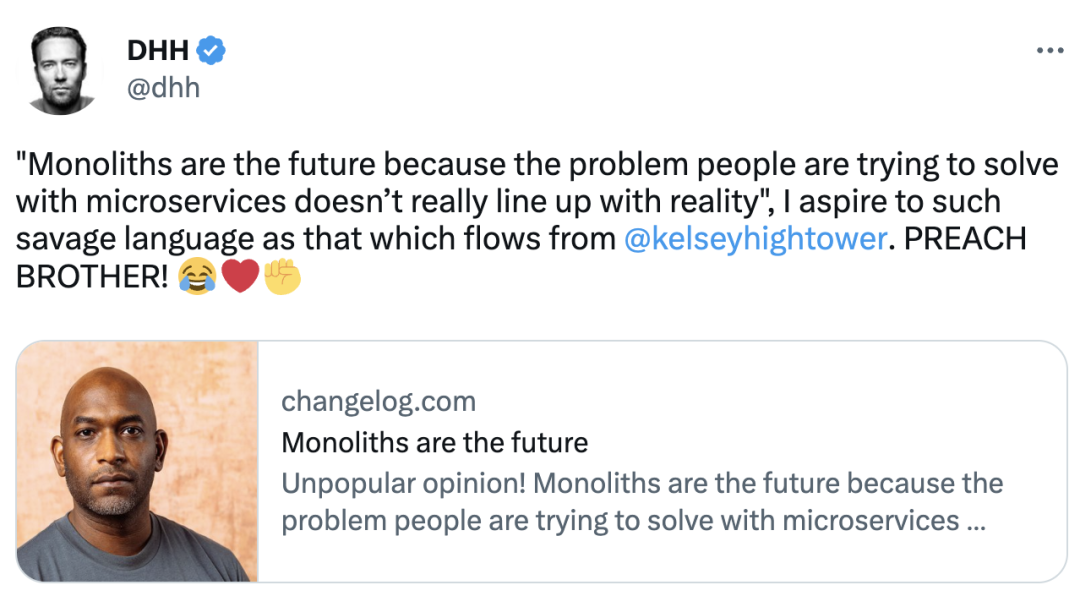 DHH
@dhh
"Monoliths are the future because the problem people are trying to solve
with microservices doesn’t really line up with reality", I aspire to such
savage language as that which flows from @kelseyhightower. PREACH
BROTHER! 😂❤️✊
changelog.com
Monoliths are the future
Unpopular opinion! Monoliths are the future because the
problem people are trying to solve with microservices ...